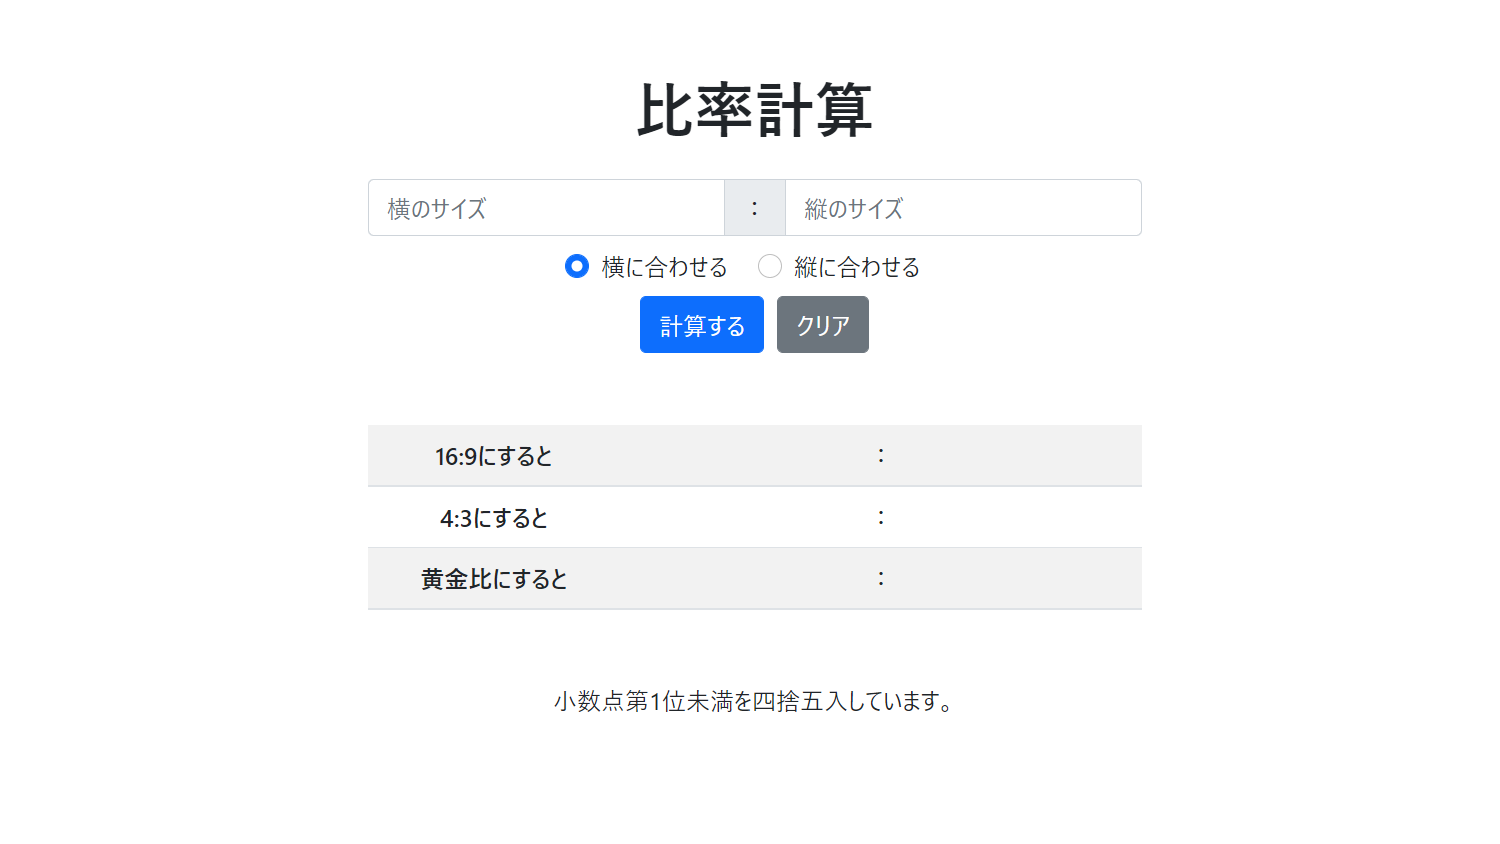 比率計算
横のサイズ : 縦のサイズ
横に合わせる 縦に合わせる
計算する クリア
16:9にすると :
4:3にすると :
黄金比にすると :
小数点第1位未満を四捨五入しています。